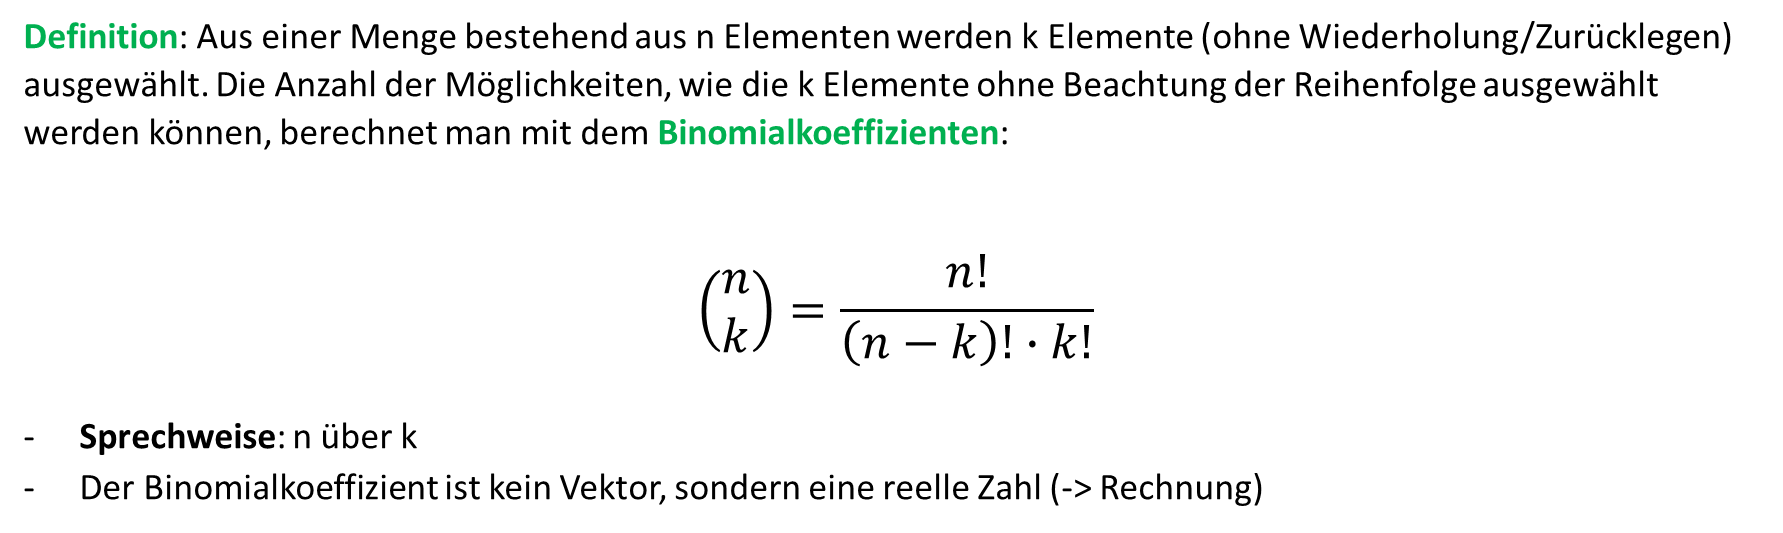 Definition: Aus einer Menge bestehend aus n Elementen werden k Elemente (ohne Wiederholung/Zurücklegen)
ausgewählt. Die Anzahl der Möglichkeiten, wie die k Elemente ohne Beachtung der Reihenfolge ausgewählt
werden können, berechnet man mit dem Binomialkoeffizienten:
(n k) = n! / ((n − k)! · k!)
- Sprechweise: n über k
- Der Binomialkoeffizient ist kein Vektor, sondern eine reelle Zahl (-> Rechnung)